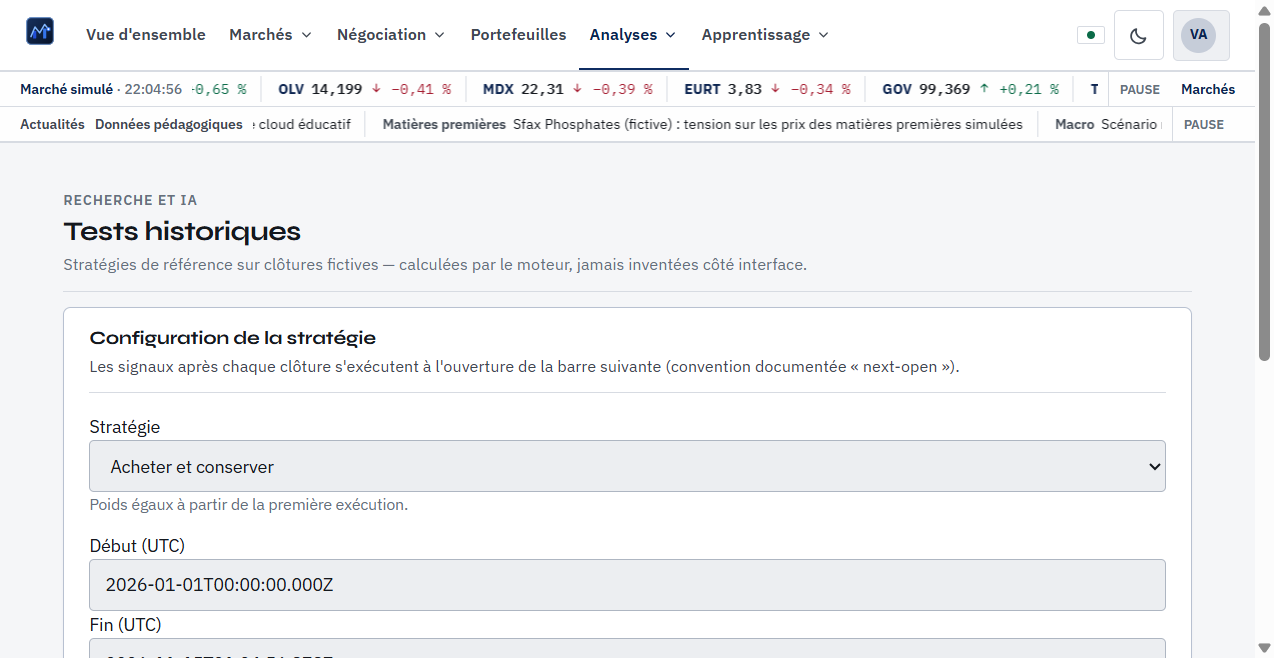 Vue d'ensemble Marchés Négociation Portefeuilles Analyses Apprentissage VA
Marché simulé · 22:04:56 -0,65 % OLV 14,199 ↓ −0,41 % MDX 22,31 ↓ −0,39 % EURT 3,83 ↓ −0,34 % GOV 99,369 ↑ +0,21 % T PAUSE Marchés
Actualités Données pédagogiques cloud éducatif Matières premières Sfax Phosphates (fictive) : tension sur les prix des matières premières simulées Macro Scénario PAUSE
RECHERCHE ET IA
Tests historiques
Stratégies de référence sur clôtures fictives — calculées par le moteur, jamais inventées côté interface.
Configuration de la stratégie
Les signaux après chaque clôture s'exécutent à l'ouverture de la barre suivante (convention documentée « next-open »).
Stratégie
Acheter et conserver
Poids égaux à partir de la première exécution.
Début (UTC)
2026-01-01T00:00:00.000Z
Fin (UTC)